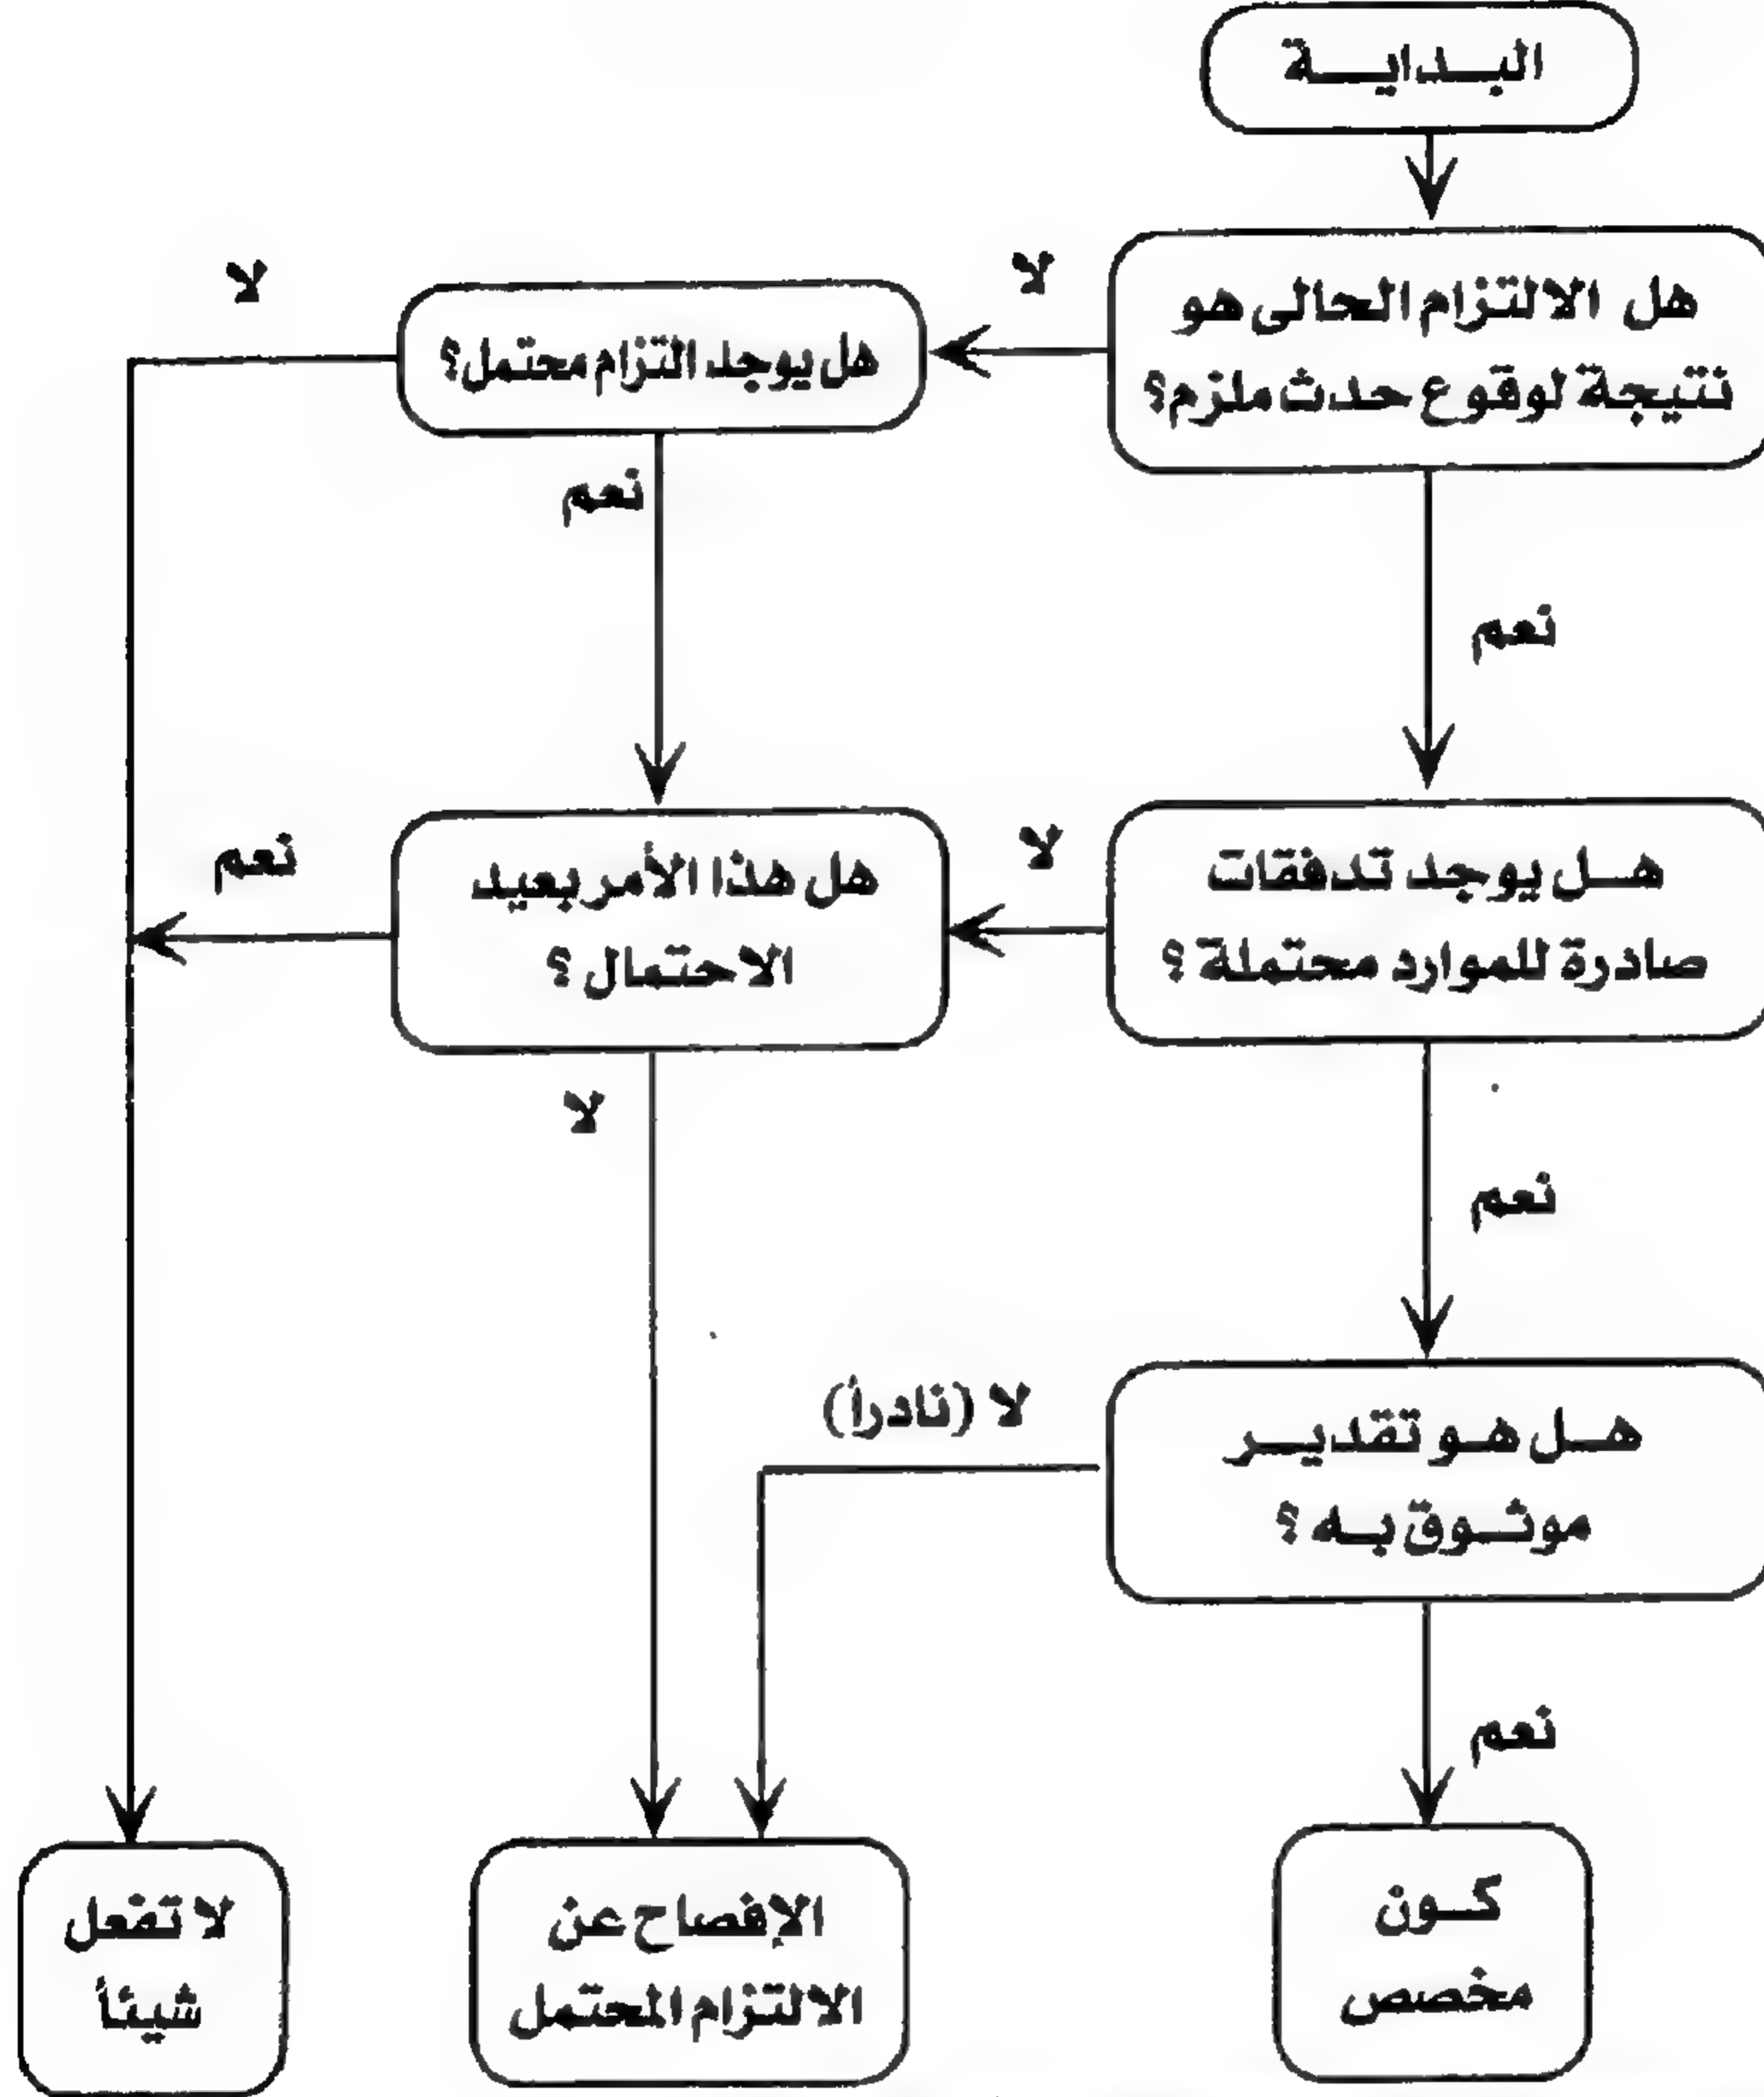 البداية
هل الالتزام الحالى هو
نتيجة لوقوع حدث ملزم؟
لا
هل يوجد التزام محتمل؟
لا
نعم
نعم
هل يوجد تدفقات
صادرة للموارد محتملة؟
لا
هل هذا الأمر بعيد
الاحتمال؟
نعم
لا
نعم
هل هو تقدير
موثوق به؟
لا (نادراً)
نعم
كون
مخصص
الإفصاح عن
الالتزام المحتمل
لا تفعل
شيئاً